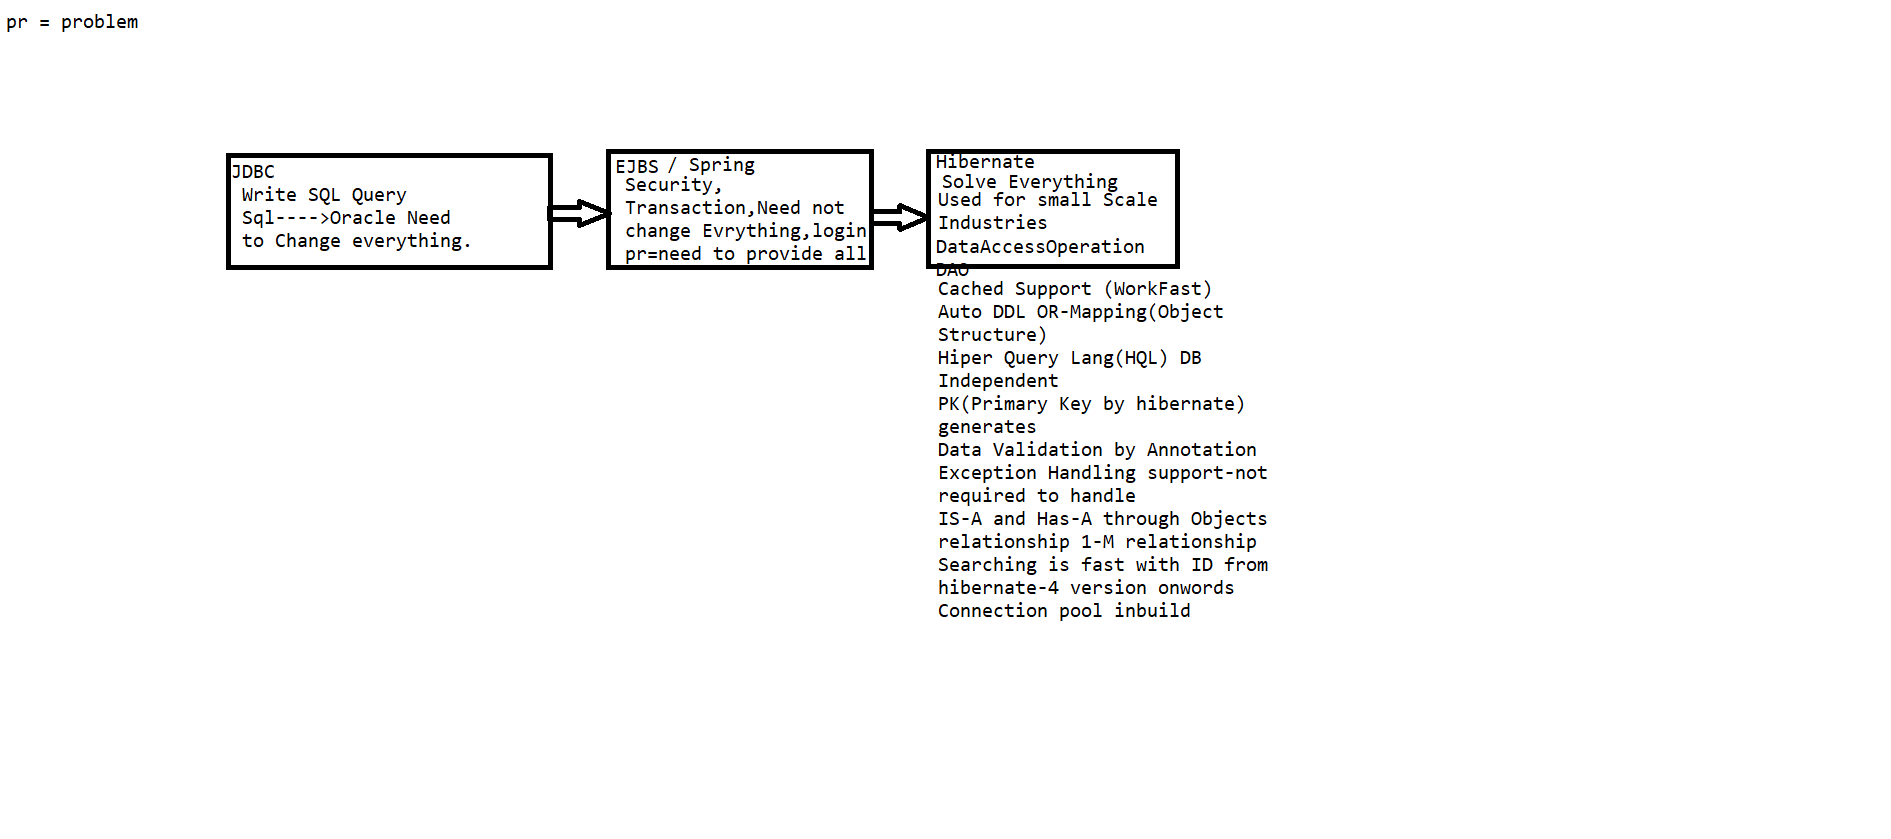 pr = problem
JDBC
Write SQL Query
Sql---->Oracle Need
to Change everything.
EJBS / Spring
Security,
Transaction,Need not
change Evrything,login
pr=need to provide all
Hibernate
Solve Everything
Used for small Scale
Industries
DataAccessOperation
DAO
Cached Support (WorkFast)
Auto DDL OR-Mapping(Object
Structure)
Hiper Query Lang(HQL) DB
Independent
PK(Primary Key by hibernate)
generates
Data Validation by Annotation
Exception Handling support-not
required to handle
IS-A and Has-A through Objects
relationship 1-M relationship
Searching is fast with ID from
hibernate-4 version onwords
Connection pool inbuild